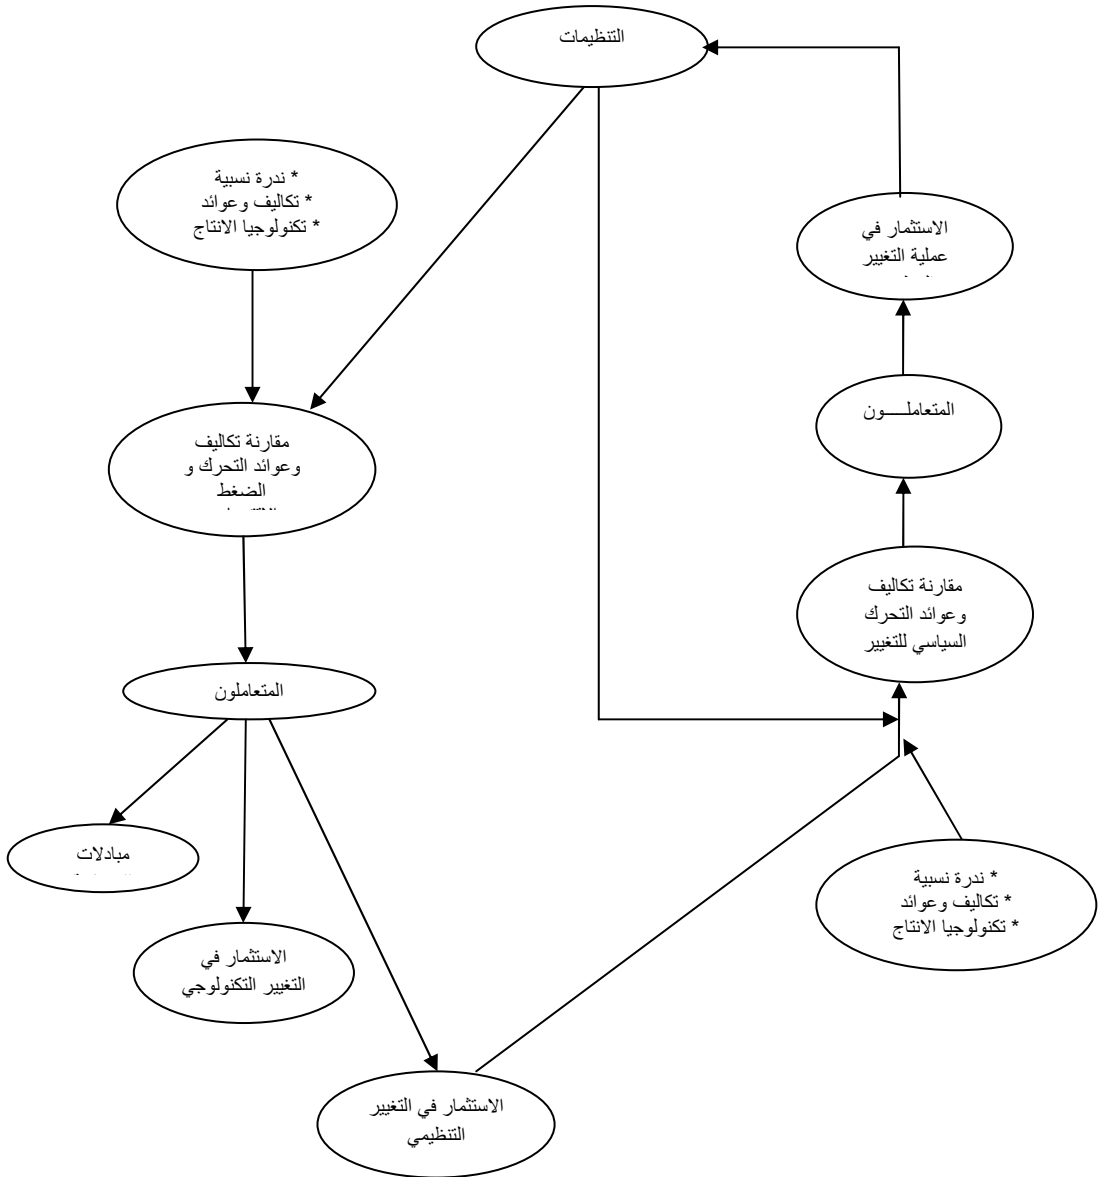 التنظيمات
* ندرة نسبية
* تكاليف وعوائد
* تكنولوجيا الانتاج
الاستثمار في
عملية التغيير
المتعاملـــــون
مقارنة تكاليف
وعوائد التحرك و
الضغط
مقارنة تكاليف
وعوائد التحرك
السياسي للتغيير
المتعاملون
مبادلات
* ندرة نسبية
* تكاليف وعوائد
* تكنولوجيا الانتاج
الاستثمار في
التغيير التكنولوجي
الاستثمار في التغيير
التنظيمي